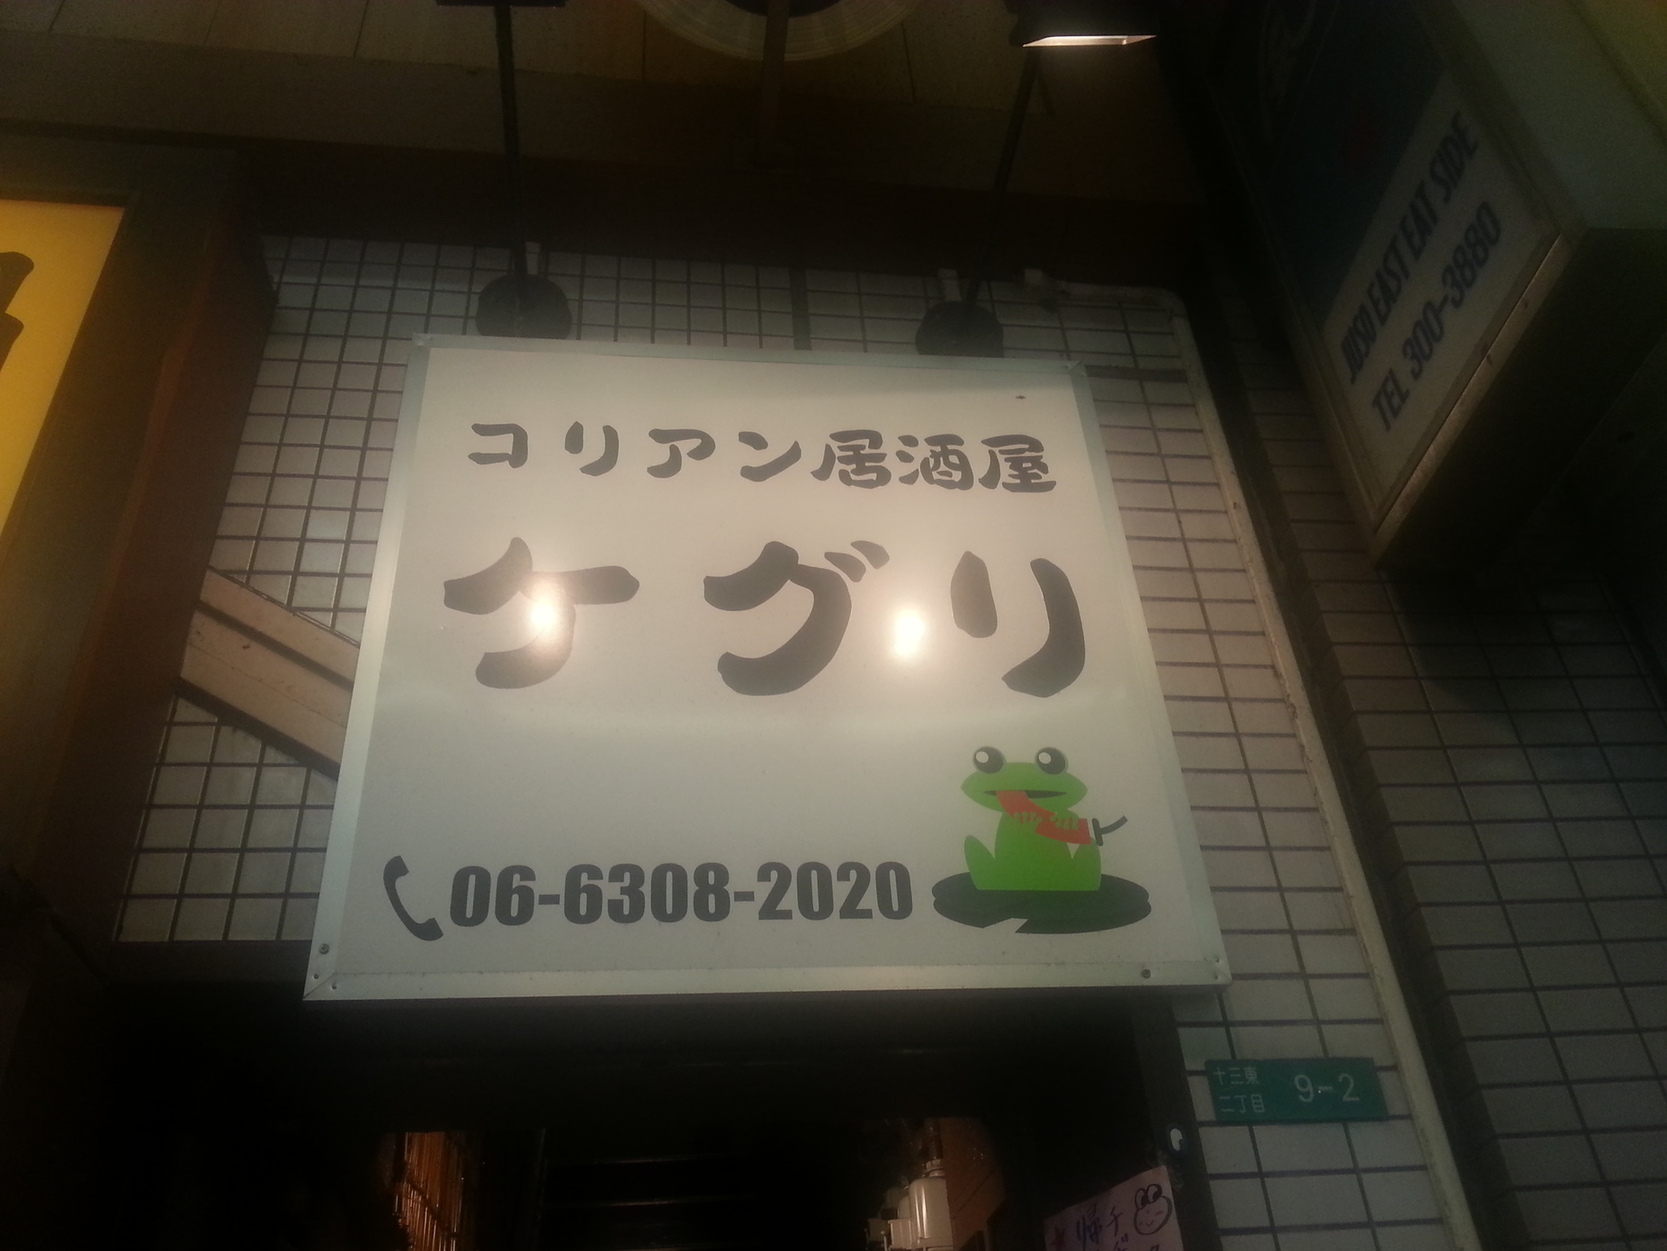 コリアン居酒屋
ケグリ
06-6308-2020
JUSO EAST EAT SIDE
TEL 300-3880
十三東
二丁目
9-2